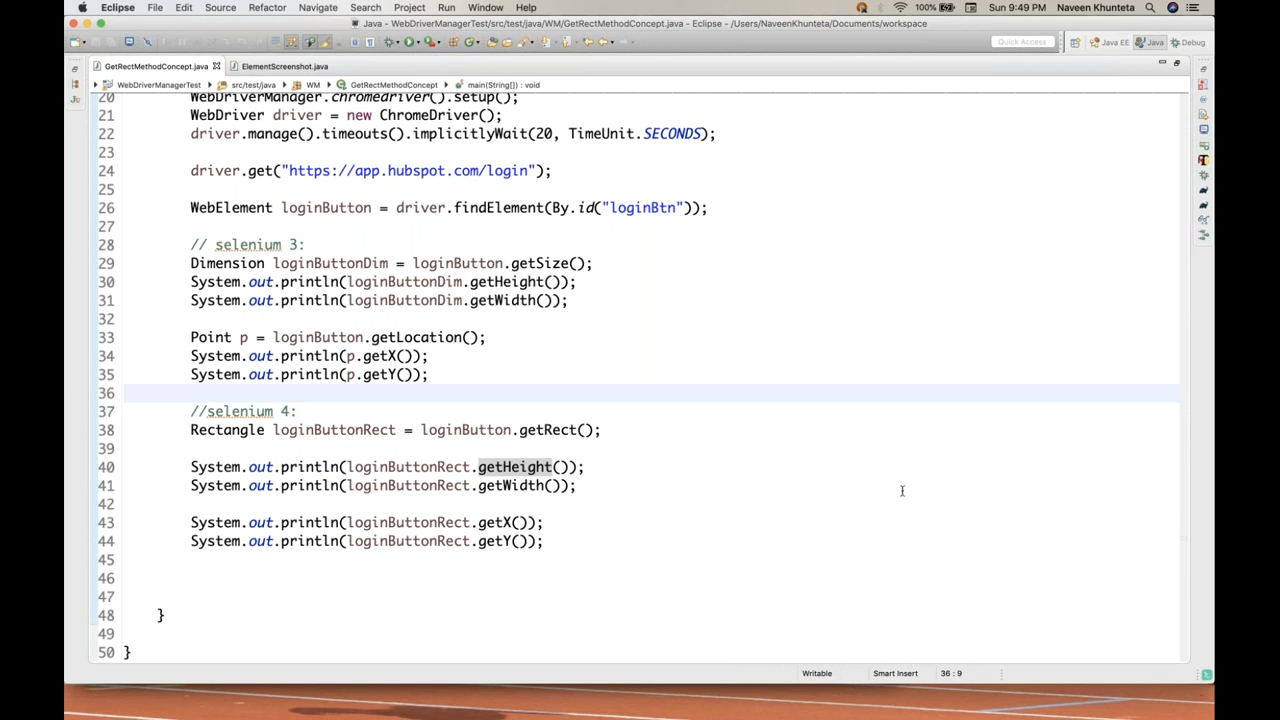 Eclipse File Edit Source Refactor Navigate Search Project Run Window Help 100% Sun 9:49 PM Naveen Khunteta
Java - WebDriverManagerTest/src/test/java/WM/GetRectMethodConcept.java - Eclipse - /Users/NaveenKhunteta/Documents/workspace
Quick Access Java EE Java Debug
GetRectMethodConcept.java ElementScreenshot.java
WebDriverManagerTest src/test/java WM GetRectMethodConcept main(String[]) : void
20 WebDriverManager.chromedriver().setup();
21 WebDriver driver = new ChromeDriver();
22 driver.manage().timeouts().implicitlyWait(20, TimeUnit.SECONDS);
23
24 driver.get("https://app.hubspot.com/login");
25
26 WebElement loginButton = driver.findElement(By.id("loginBtn"));
27
28 // selenium 3:
29 Dimension loginButtonDim = loginButton.getSize();
30 System.out.println(loginButtonDim.getHeight());
31 System.out.println(loginButtonDim.getWidth());
32
33 Point p = loginButton.getLocation();
34 System.out.println(p.getX());
35 System.out.println(p.getY());
36
37 //selenium 4:
38 Rectangle loginButtonRect = loginButton.getRect();
39
40 System.out.println(loginButtonRect.getHeight());
41 System.out.println(loginButtonRect.getWidth());
42
43 System.out.println(loginButtonRect.getX());
44 System.out.println(loginButtonRect.getY());
45
46
47
48 }
49
50 }
Writable Smart Insert 36 : 9